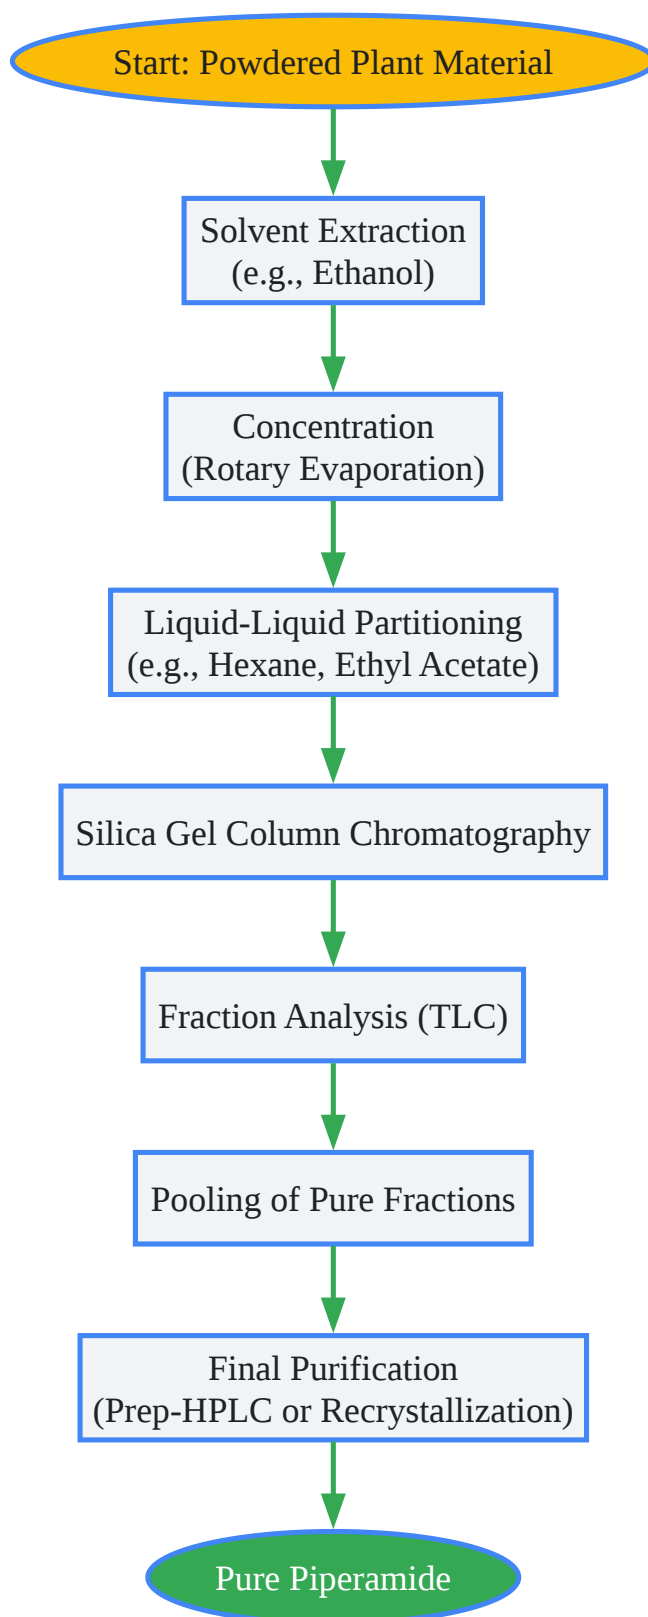 Start: Powdered Plant Material
Solvent Extraction
(e.g., Ethanol)
Concentration
(Rotary Evaporation)
Liquid-Liquid Partitioning
(e.g., Hexane, Ethyl Acetate)
Silica Gel Column Chromatography
Fraction Analysis (TLC)
Pooling of Pure Fractions
Final Purification
(Prep-HPLC or Recrystallization)
Pure Piperamide